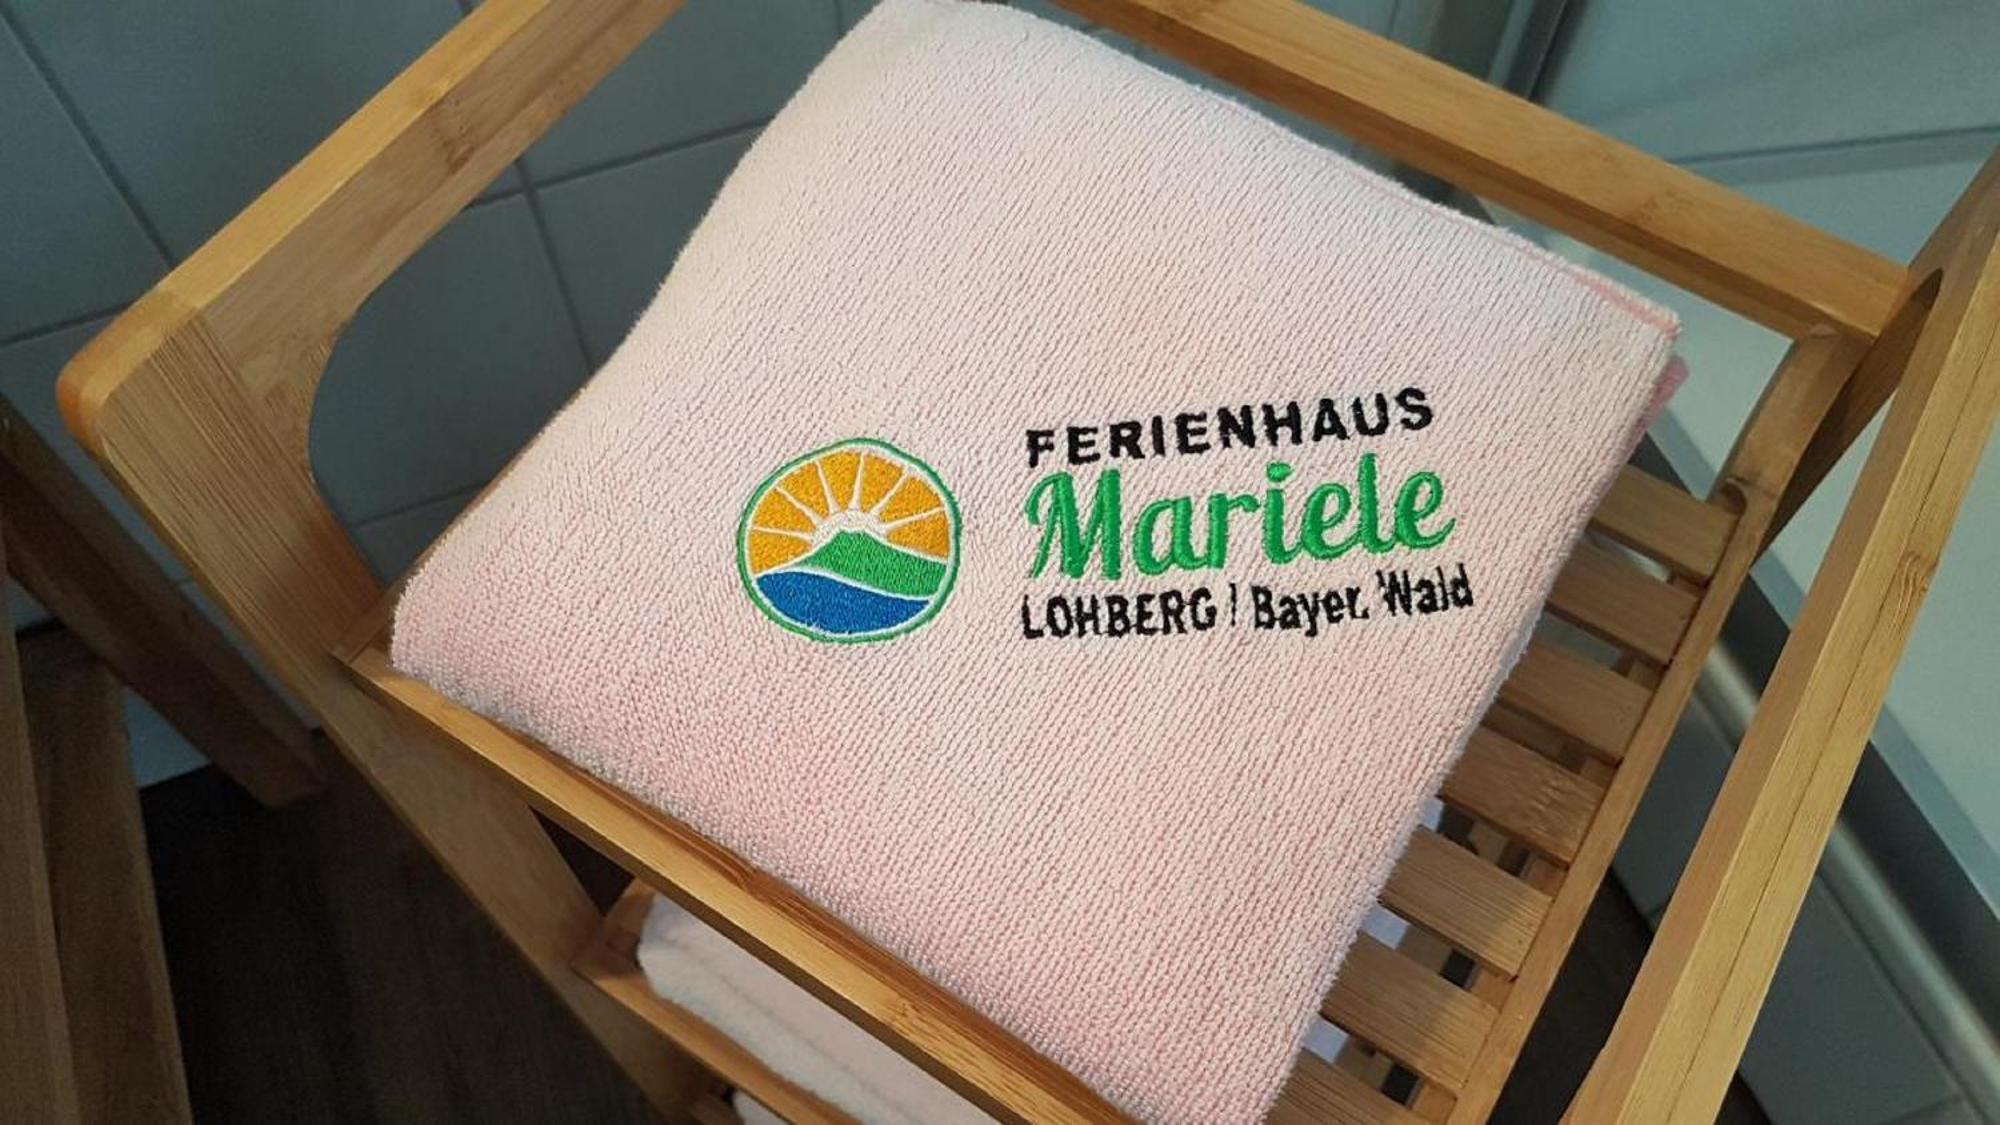 FERIENHAUS
Mariele
LOHBERG / Bayer. Wald